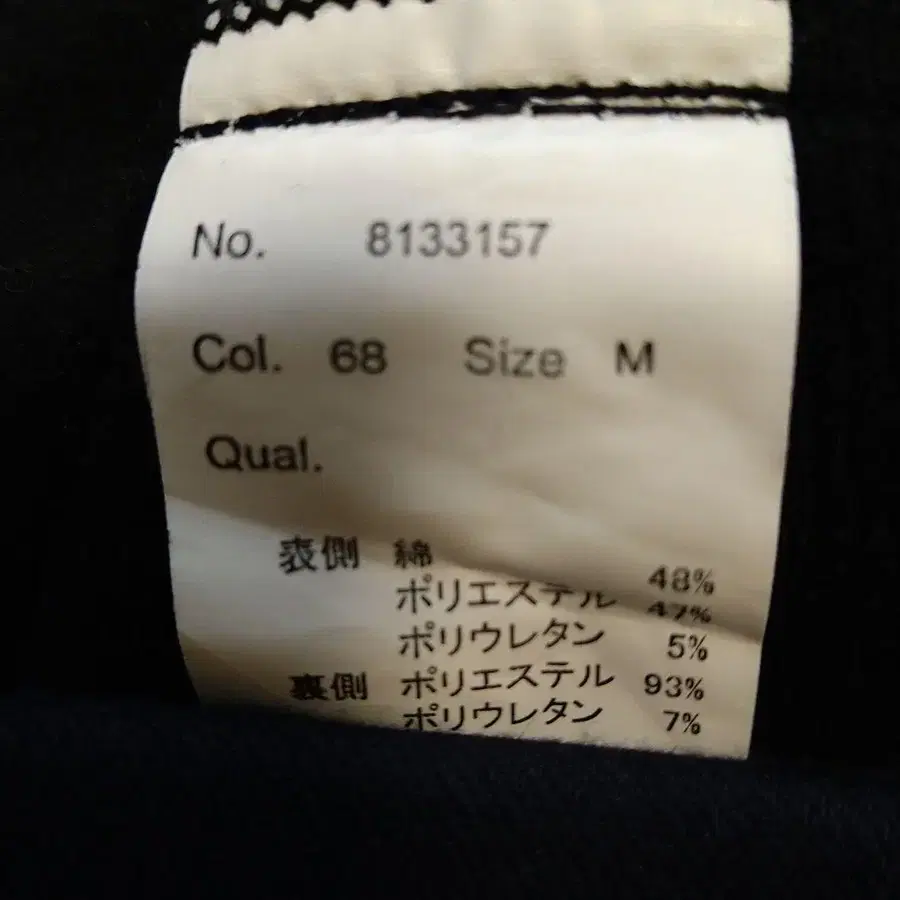 No. 8133157
Col. 68 Size M
Qual.
表側 綿 48%
ポリエステル 47%
ポリウレタン 5%
裏側 ポリエステル 93%
ポリウレタン 7%